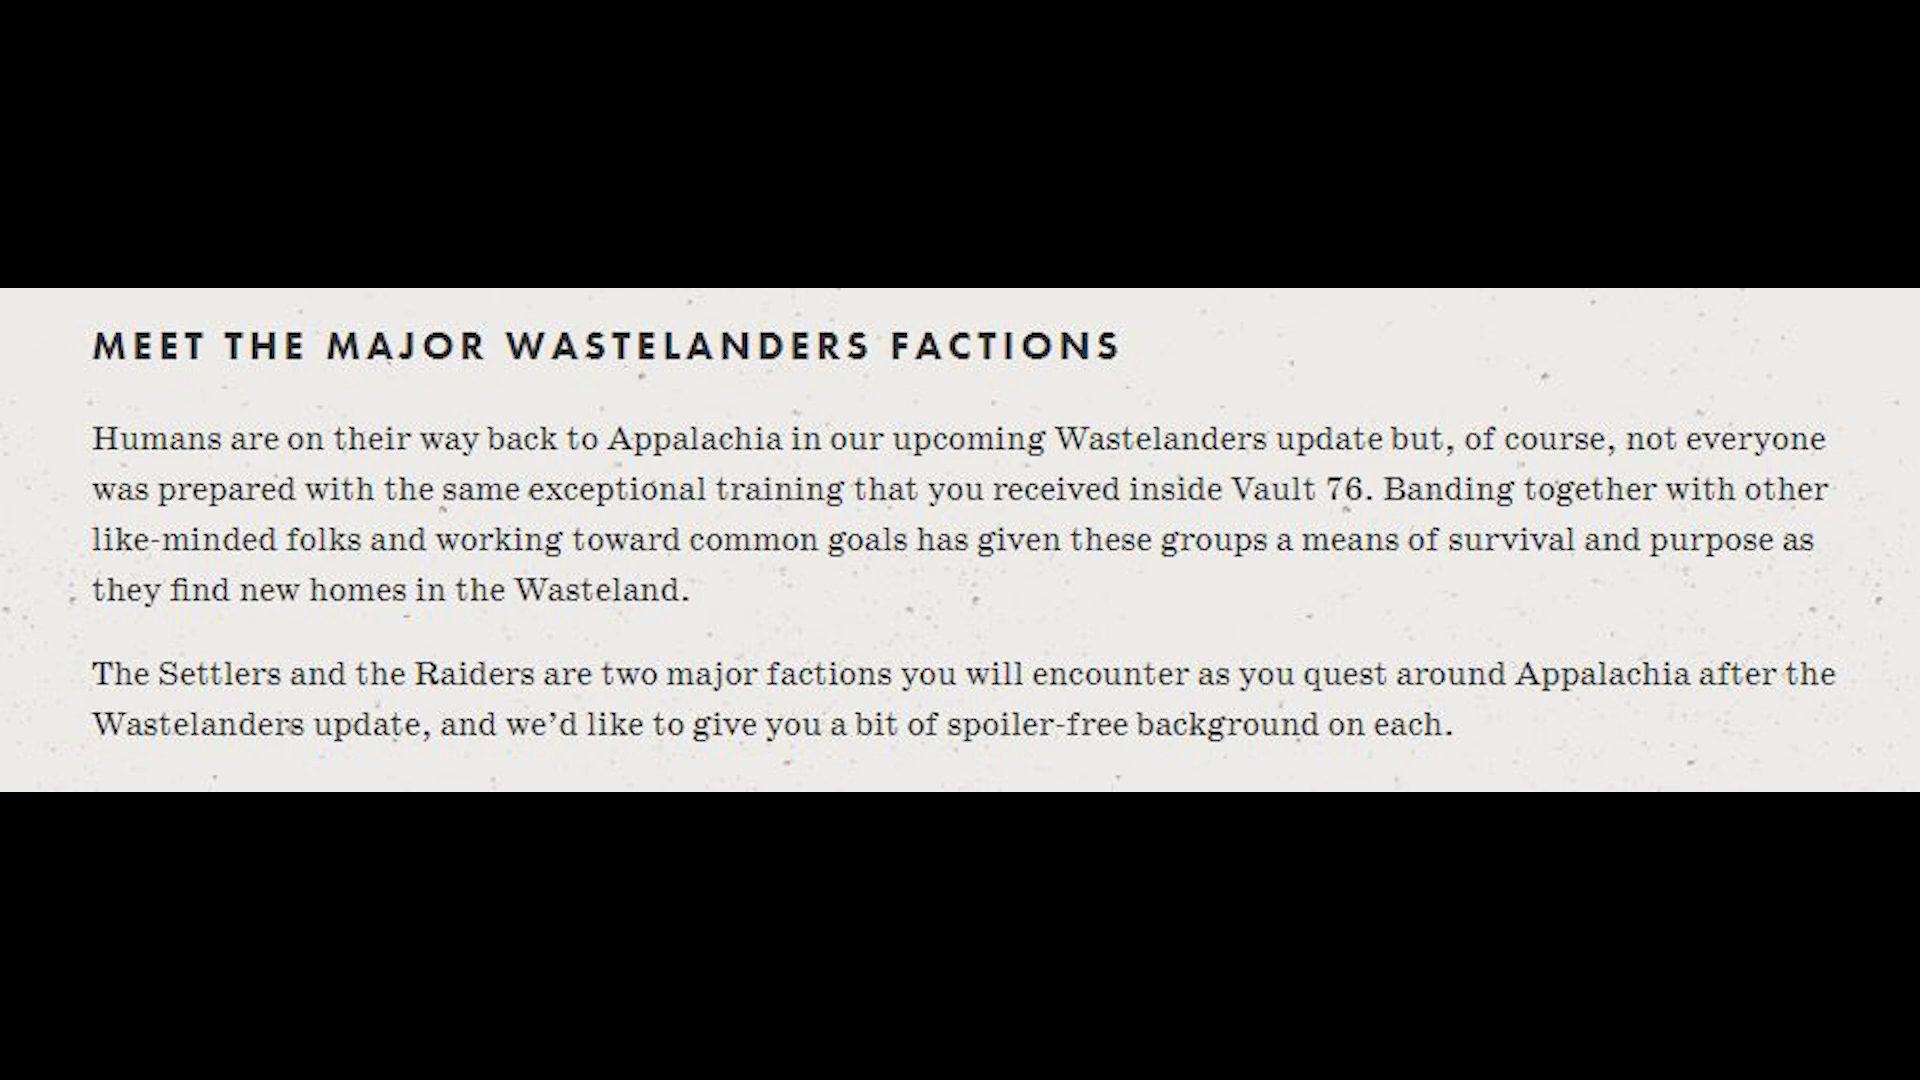 MEET THE MAJOR WASTELANDERS FACTIONS
Humans are on their way back to Appalachia in our upcoming Wastelanders update but, of course, not everyone
was prepared with the same exceptional training that you received inside Vault 76. Banding together with other
like-minded folks and working toward common goals has given these groups a means of survival and purpose as
they find new homes in the Wasteland.
The Settlers and the Raiders are two major factions you will encounter as you quest around Appalachia after the
Wastelanders update, and we’d like to give you a bit of spoiler-free background on each.